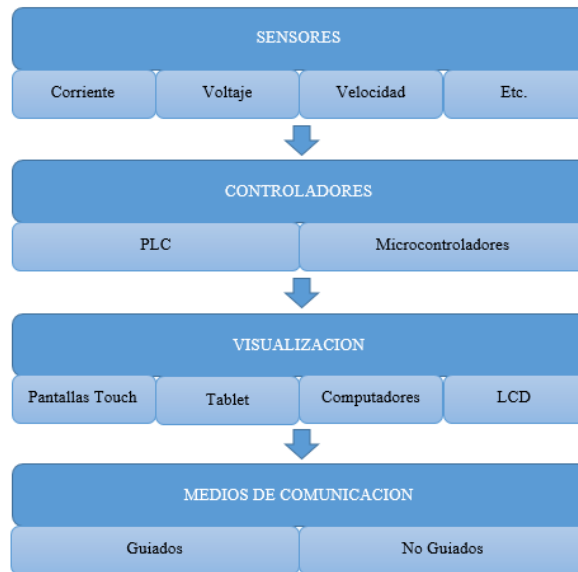 SENSORES
Corriente
Voltaje
Velocidad
Etc.
CONTROLADORES
PLC
Microcontroladores
VISUALIZACION
Pantallas Touch
Tablet
Computadores
LCD
MEDIOS DE COMUNICACION
Guiados
No Guiados